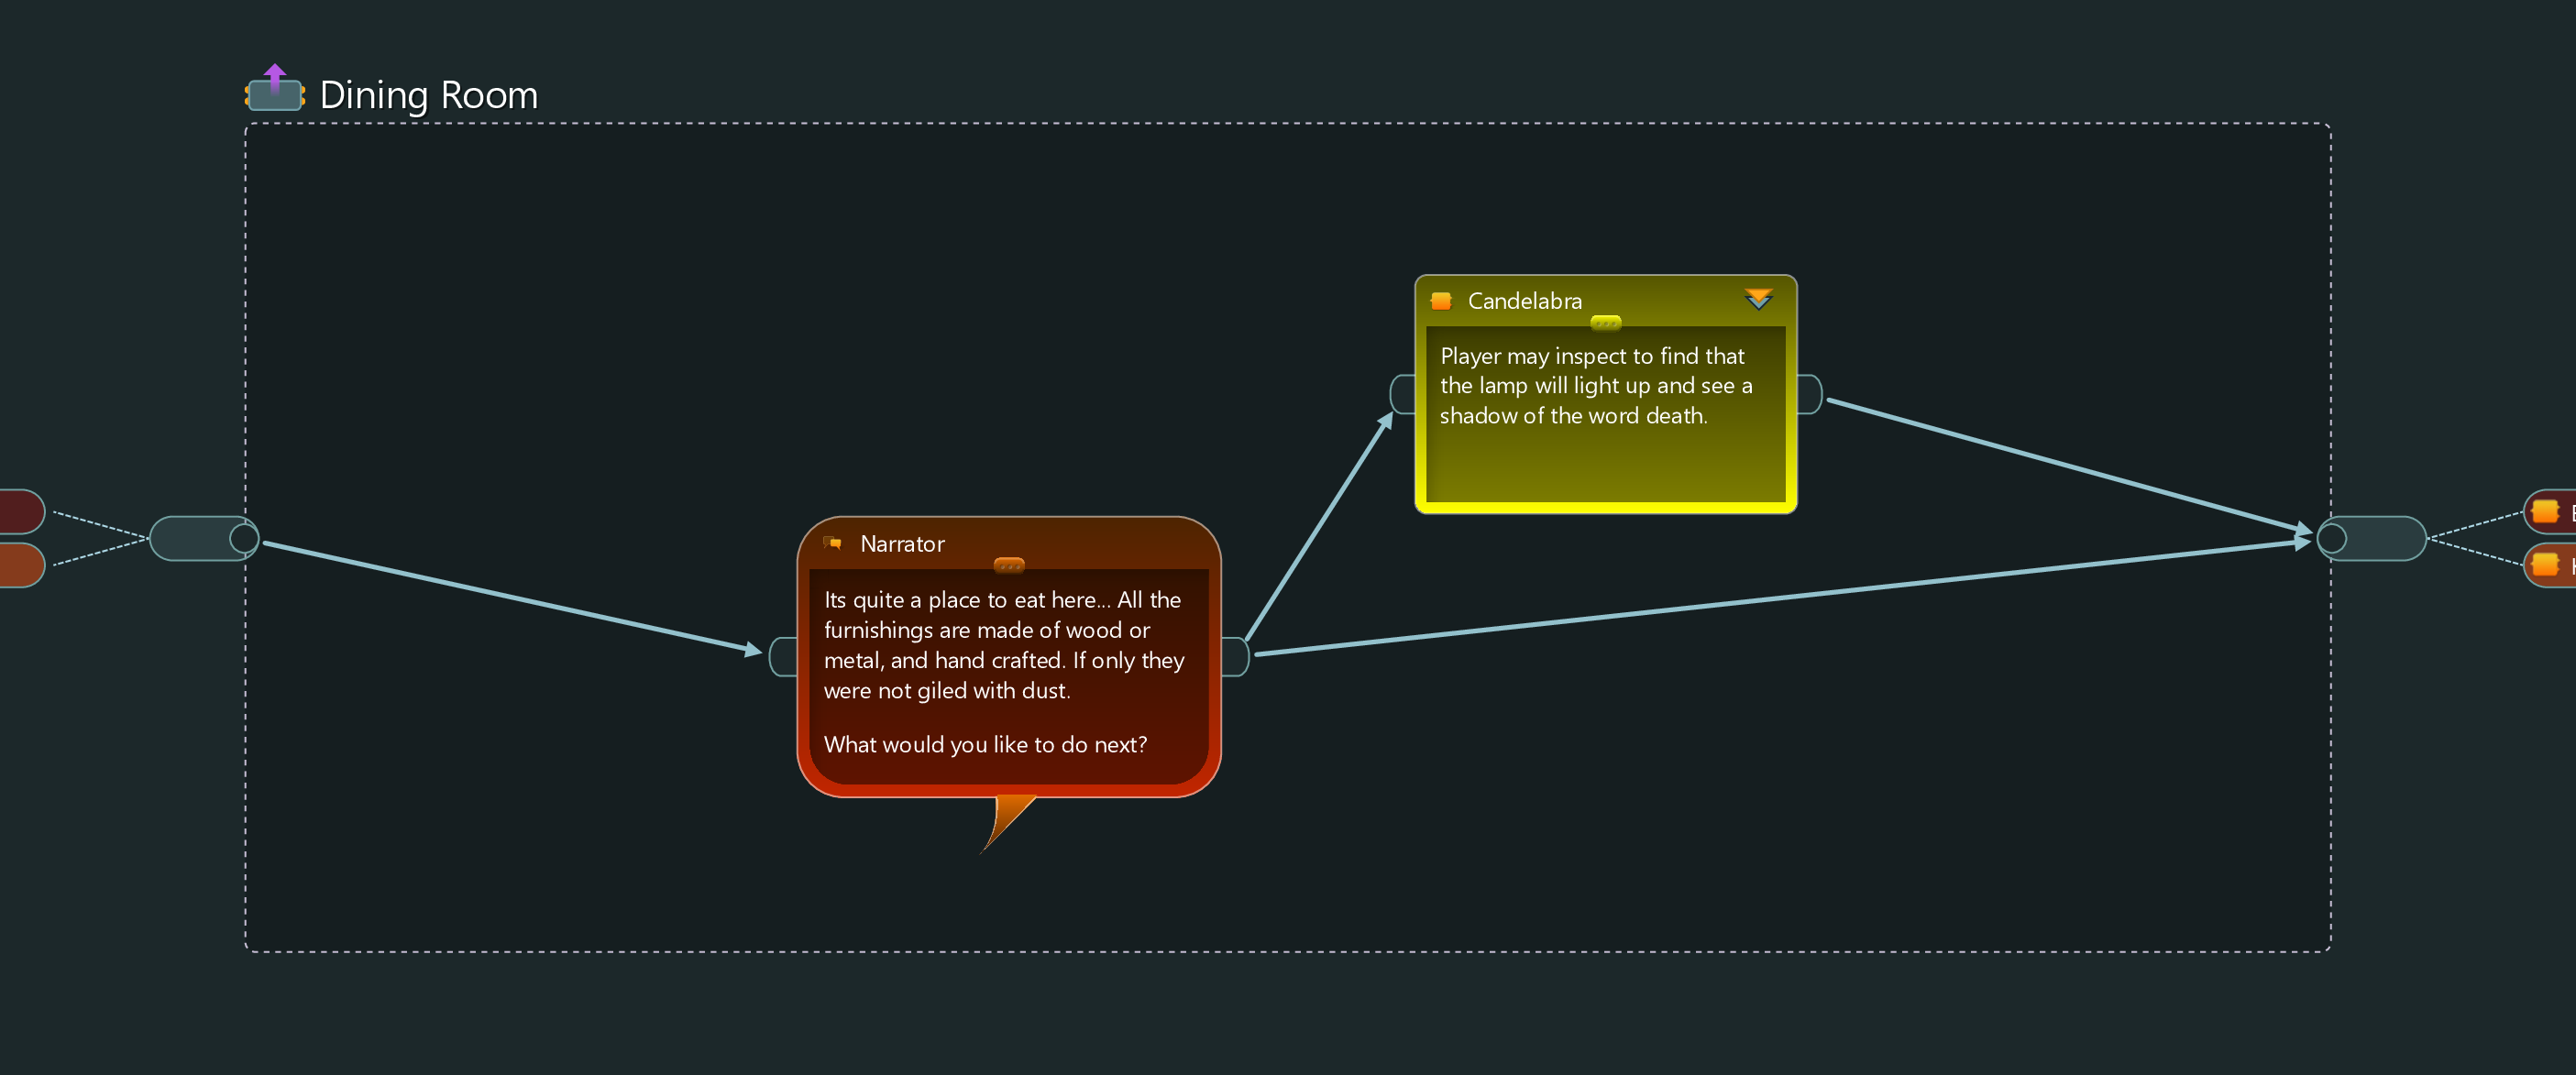 Dining Room
Candelabra
Player may inspect to find that
the lamp will light up and see a
shadow of the word death.
Narrator
Its quite a place to eat here... All the
furnishings are made of wood or
metal, and hand crafted. If only they
were not giled with dust.
What would you like to do next?